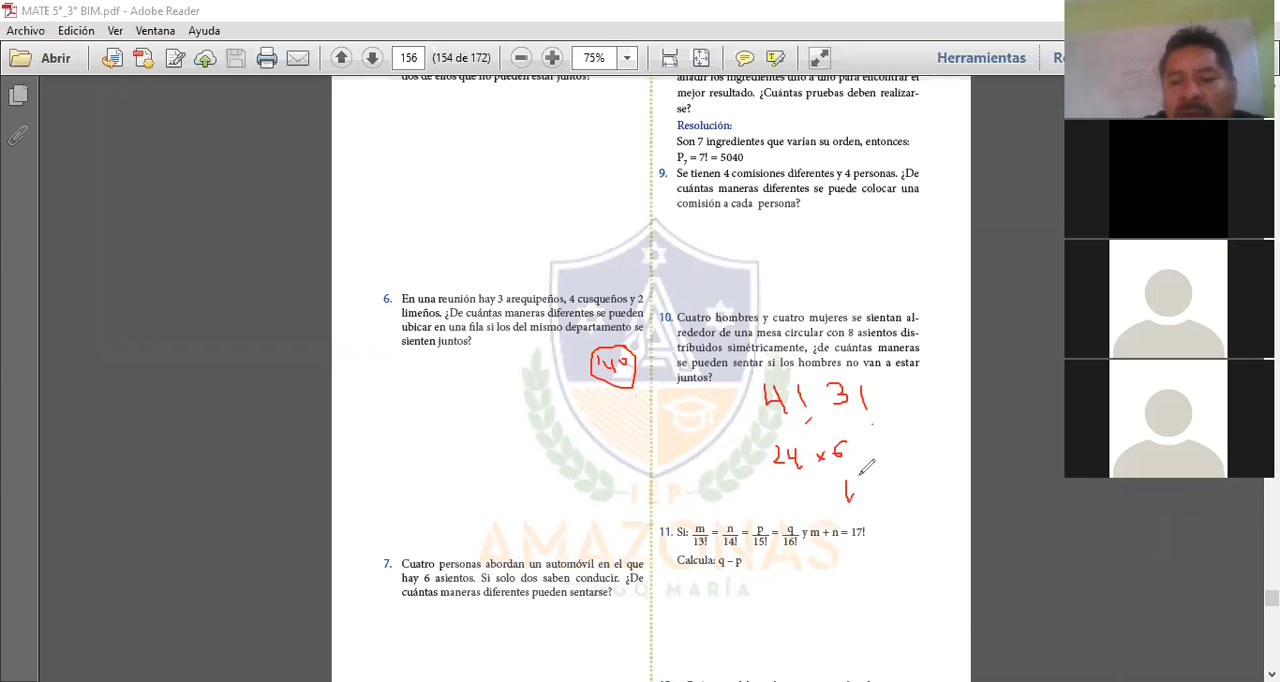 MATE 5°_3° BIM.pdf - Adobe Reader
Archivo Edición Ver Ventana Ayuda
Abrir
156 (154 de 172)
75%
Herramientas
dos de ellos que no pueden estar juntos?
6. En una reunión hay 3 arequipeños, 4 cusqueños y 2
limeños. ¿De cuántas maneras diferentes se pueden
ubicar en una fila si los del mismo departamento se
sienten juntos?
7. Cuatro personas abordan un automóvil en el que
hay 6 asientos. Si solo dos saben conducir. ¿De
cuántas maneras diferentes pueden sentarse?
añadir los ingredientes uno a uno para encontrar el
mejor resultado. ¿Cuántas pruebas deben realizar-
se?
Resolución:
Son 7 ingredientes que varían su orden, entonces:
P7 = 7! = 5040
9. Se tienen 4 comisiones diferentes y 4 personas. ¿De
cuántas maneras diferentes se puede colocar una
comisión a cada persona?
10. Cuatro hombres y cuatro mujeres se sientan al-
rededor de una mesa circular con 8 asientos dis-
tribuidos simétricamente, ¿de cuántas maneras
se pueden sentar si los hombres no van a estar
juntos?
4! 3!
24 x 6
11. Si: m/13! = n/14! = p/15! = q/16! y m + n = 17!
Calcula: q – p
I.E.P
AMAZONAS